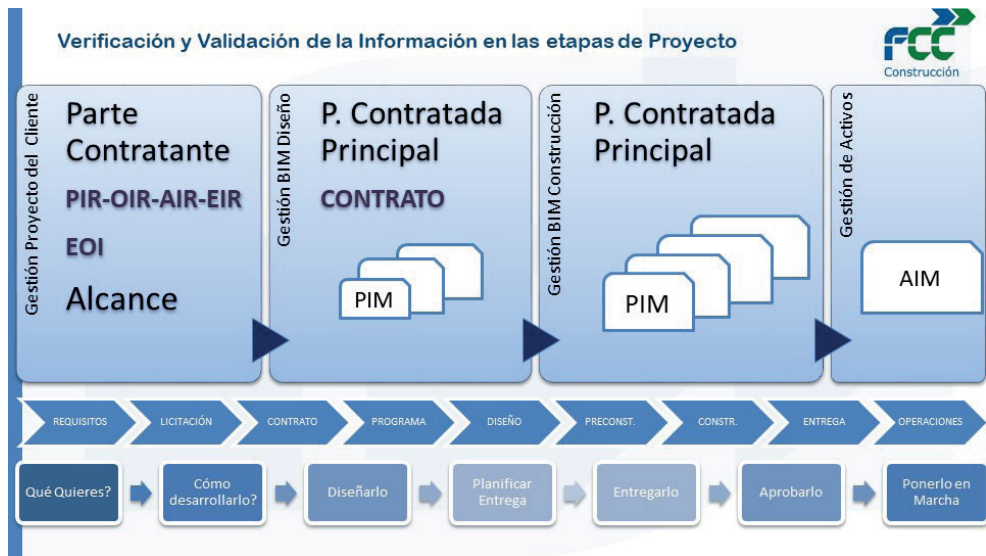 Verificación y Validación de la Información en las etapas de Proyecto
FCC
Construcción
Gestión Proyecto del Cliente
Parte
Contratante
PIR-OIR-AIR-EIR
EOI
Alcance
Gestión BIM Diseño
P. Contratada
Principal
CONTRATO
PIM
Gestión BIM Construcción
P. Contratada
Principal
PIM
Gestión de Activos
AIM
REQUISITOS
LICITACIÓN
CONTRATO
PROGRAMA
DISEÑO
PRECONST.
CONSTR.
ENTREGA
OPERACIONES
Qué Quieres?
Cómo
desarrollarlo?
Diseñarlo
Planificar
Entrega
Entregarlo
Aprobarlo
Ponerlo en
Marcha